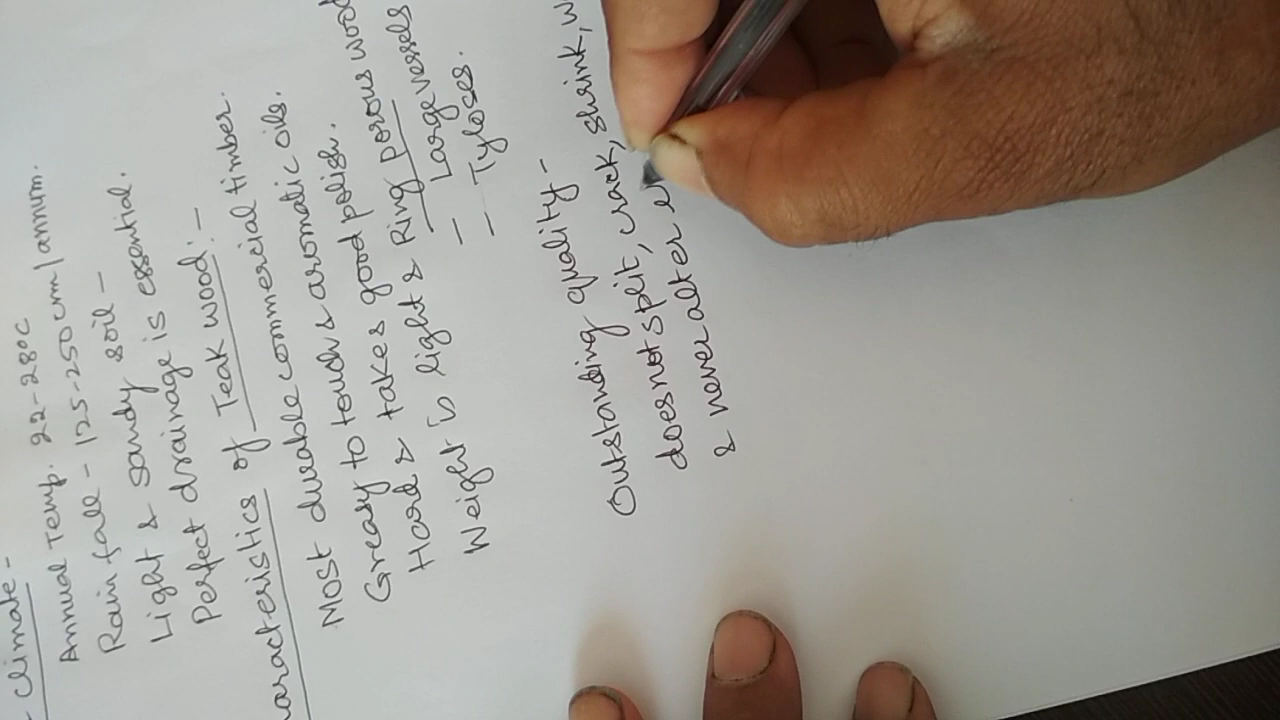 - Climate -
Annual Temp. 22-28°C
Rain fall - 125-250 cm/annum.
Light & sandy soil -
Perfect drainage is essential.
haracteristics of Teak wood:-
Most durable commercial timber.
Greasy to touch & aromatic oils.
Hard & takes good polish.
Weight is light & Ring porous wood
- Large vessels
- Tyloses.
Outstanding quality -
does not split, crack, shrink, w
& never alter